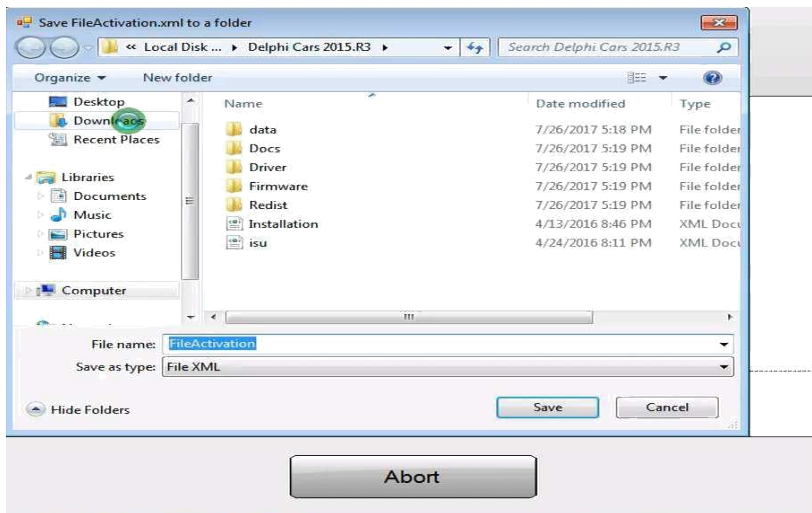 Save FileActivation.xml to a folder
« Local Disk ... Delphi Cars 2015.R3
Search Delphi Cars 2015.R3
Organize New folder
Desktop
Recent Places
Libraries
Documents
Music
Pictures
Videos
Computer
Name Date modified Type
data 7/26/2017 5:18 PM File folder
Docs 7/26/2017 5:19 PM File folder
Driver 7/26/2017 5:19 PM File folder
Firmware 7/26/2017 5:19 PM File folder
Redist 7/26/2017 5:19 PM File folder
Installation 4/13/2016 8:46 PM XML Docu
isu 4/24/2016 8:11 PM XML Docu
File name: FileActivation
Save as type: File XML
Hide Folders
Save Cancel
Abort